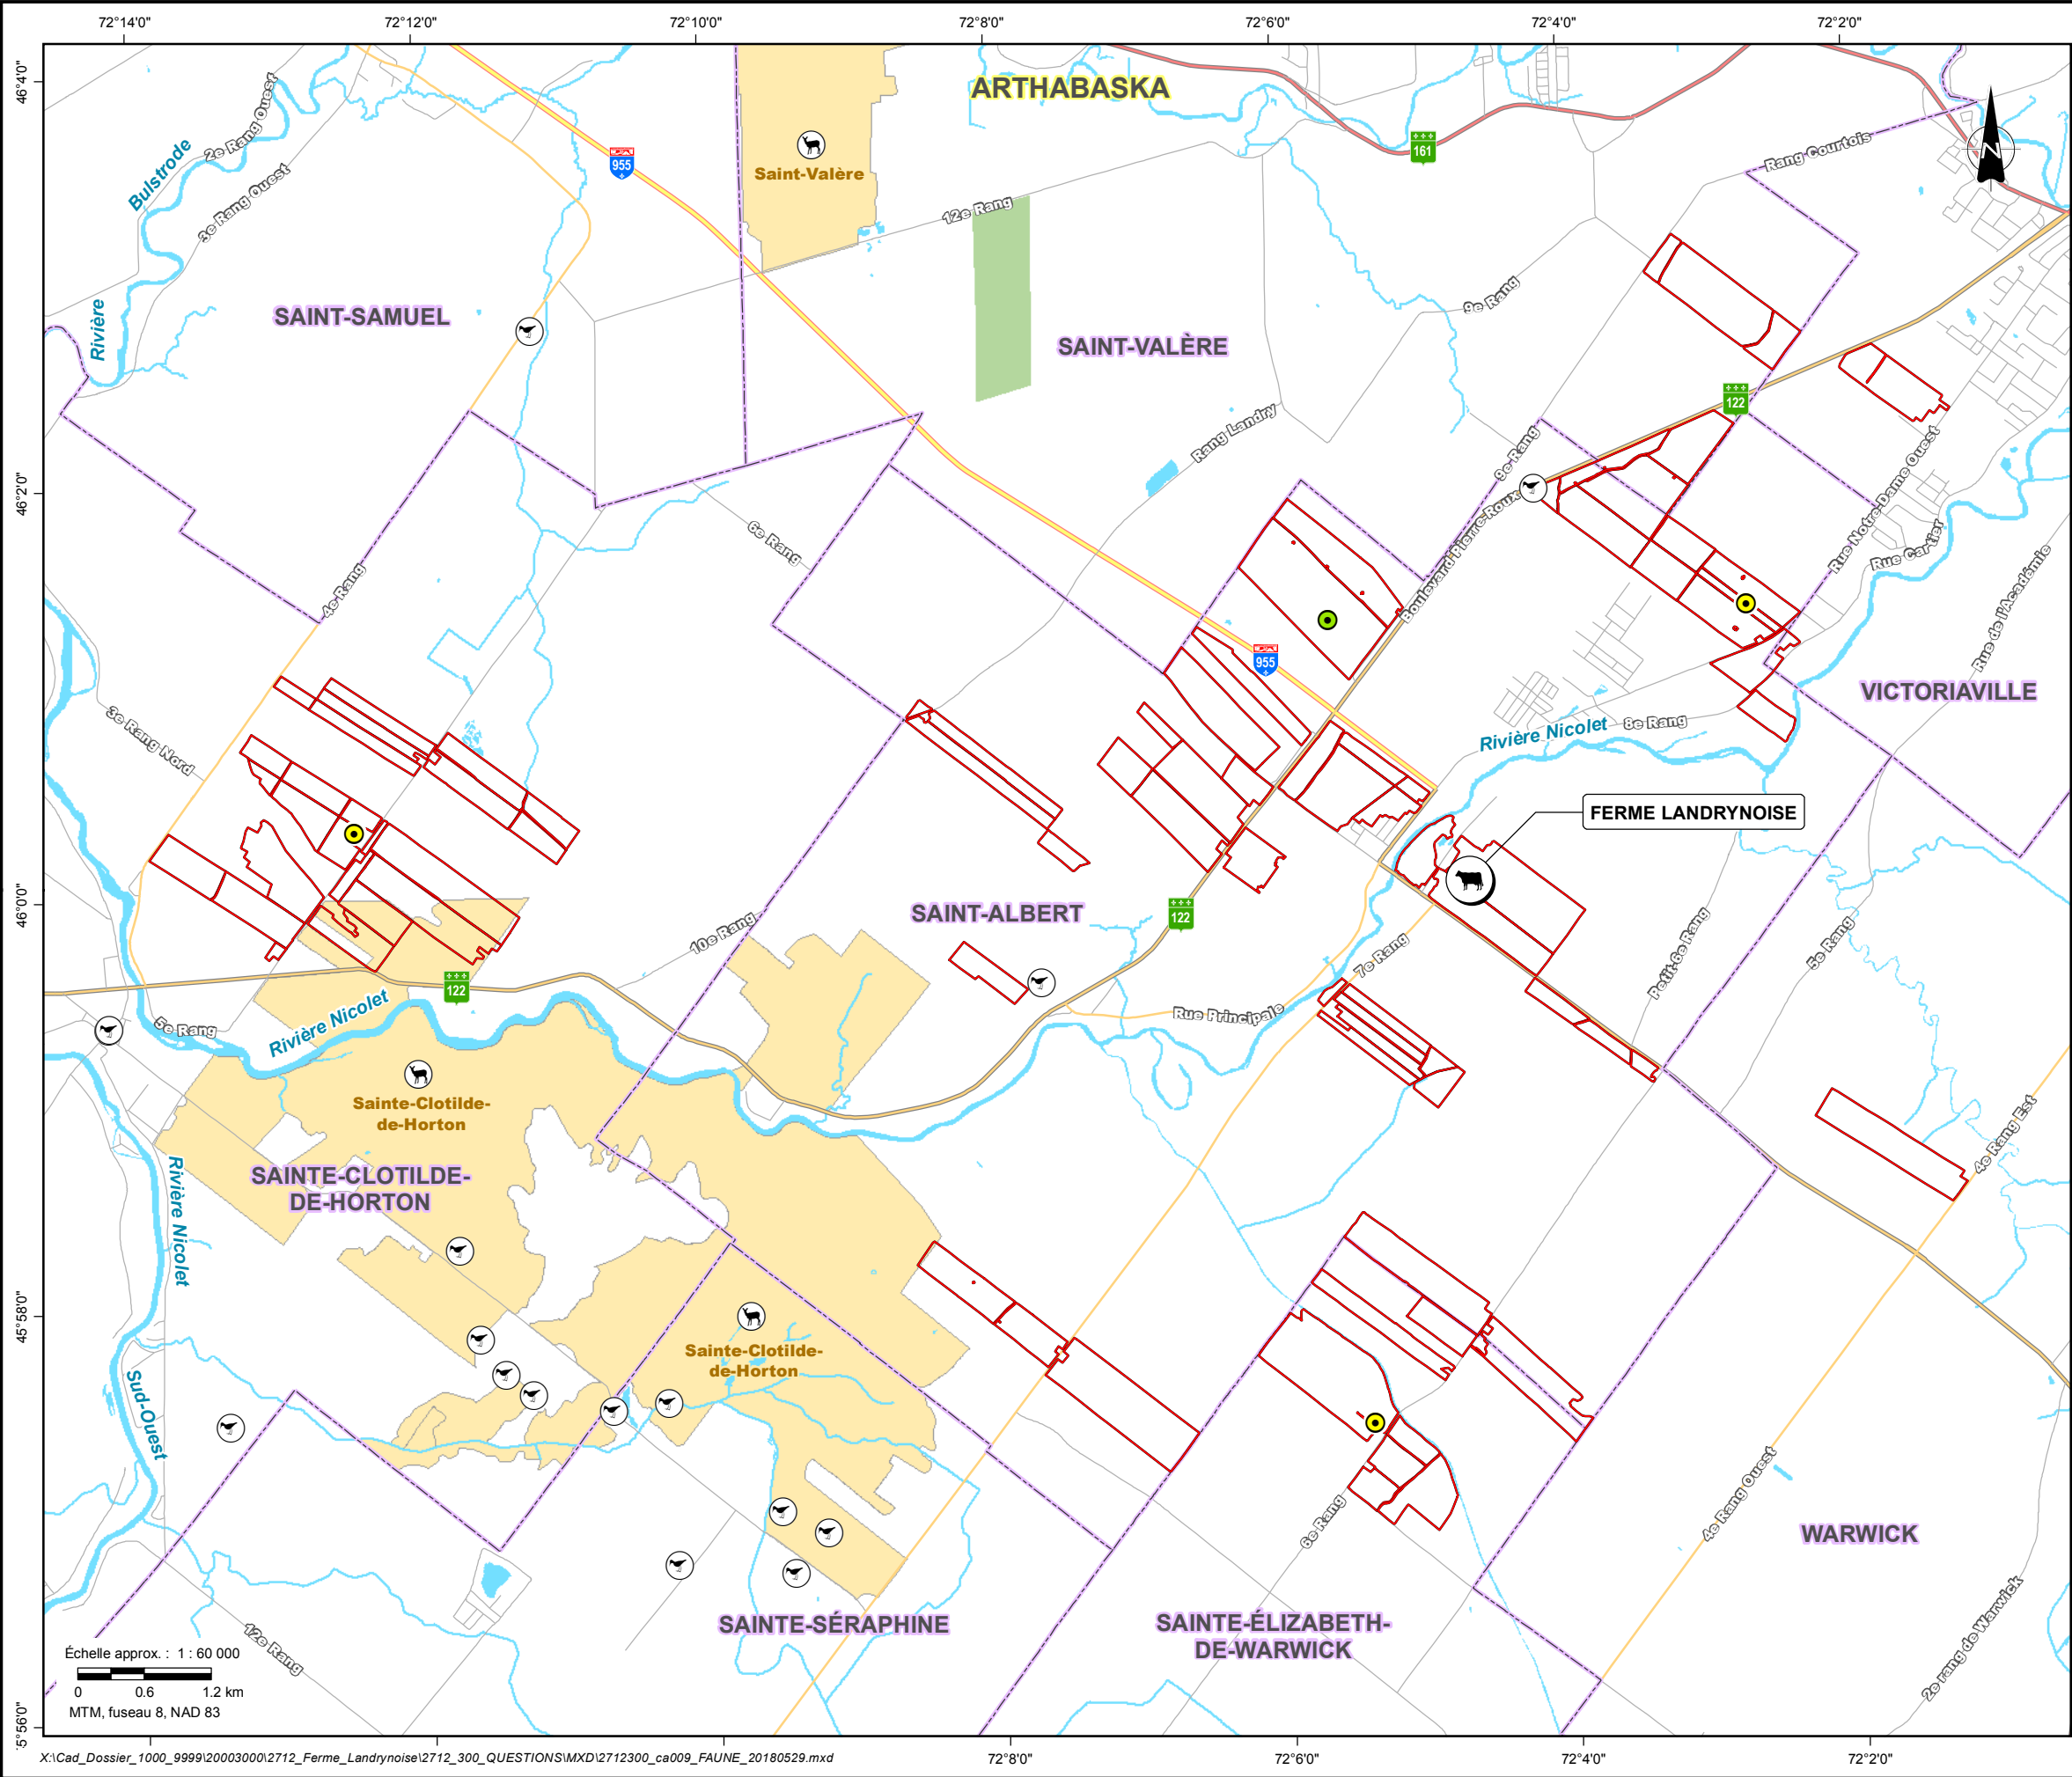 72°14'0"
72°12'0"
72°10'0"
72°8'0"
72°6'0"
72°4'0"
72°2'0"
46°4'0"
ARTHABASKA
161
Rang Courtois
N
2e Rang Ouest
Bulstrode
3e Rang Ouest
955
Saint-Valère
12e Rang
Rivière
SAINT-SAMUEL
SAINT-VALÈRE
9e Rang
122
Rang Landry
9e Rang
Rue Notre-Dame Ouest
46°2'0"
6e Rang
Boulevard-Pierre-Roux
Rue Cartier
4e Rang
Rue de l'Académie
955
VICTORIAVILLE
3e Rang Nord
Rivière Nicolet
8e Rang
FERME LANDRYNOISE
46°0'0"
SAINT-ALBERT
122
10e Rang
7e Rang
Petit-6e Rang
5e Rang
122
Rivière Nicolet
5e Rang
Rue Principale
Sainte-Clotilde-
de-Horton
4e Rang Est
SAINTE-CLOTILDE-
DE-HORTON
Rivière Nicolet
Sud-Ouest
45°58'0"
Sainte-Clotilde-
de-Horton
4e Rang Ouest
6e Rang
WARWICK
SAINTE-SÉRAPHINE
SAINTE-ÉLIZABETH-
DE-WARWICK
12e Rang
2e rang de Warwick
Échelle approx. : 1 : 60 000
0 0.6 1.2 km
MTM, fuseau 8, NAD 83
5°56'0"
X:\Cad_Dossier_1000_9999\20003000\2712_Ferme_Landrynoise\2712_300_QUESTIONS\MXD\2712300_ca009_FAUNE_20180529.mxd
72°8'0"
72°6'0"
72°4'0"
72°2'0"